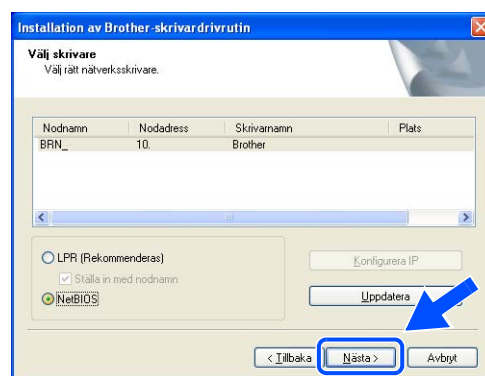 Installation av Brother-skrivardrivrutin
Välj skrivare
Välj rätt nätverksskrivare.
Nodnamn Nodadress Skrivarnamn Plats
BRN_ 10. Brother
LPR (Rekommenderas)
Ställa in med nodnamn
NetBIOS
Konfigurera IP
Uppdatera
< Tillbaka Nästa > Avbryt